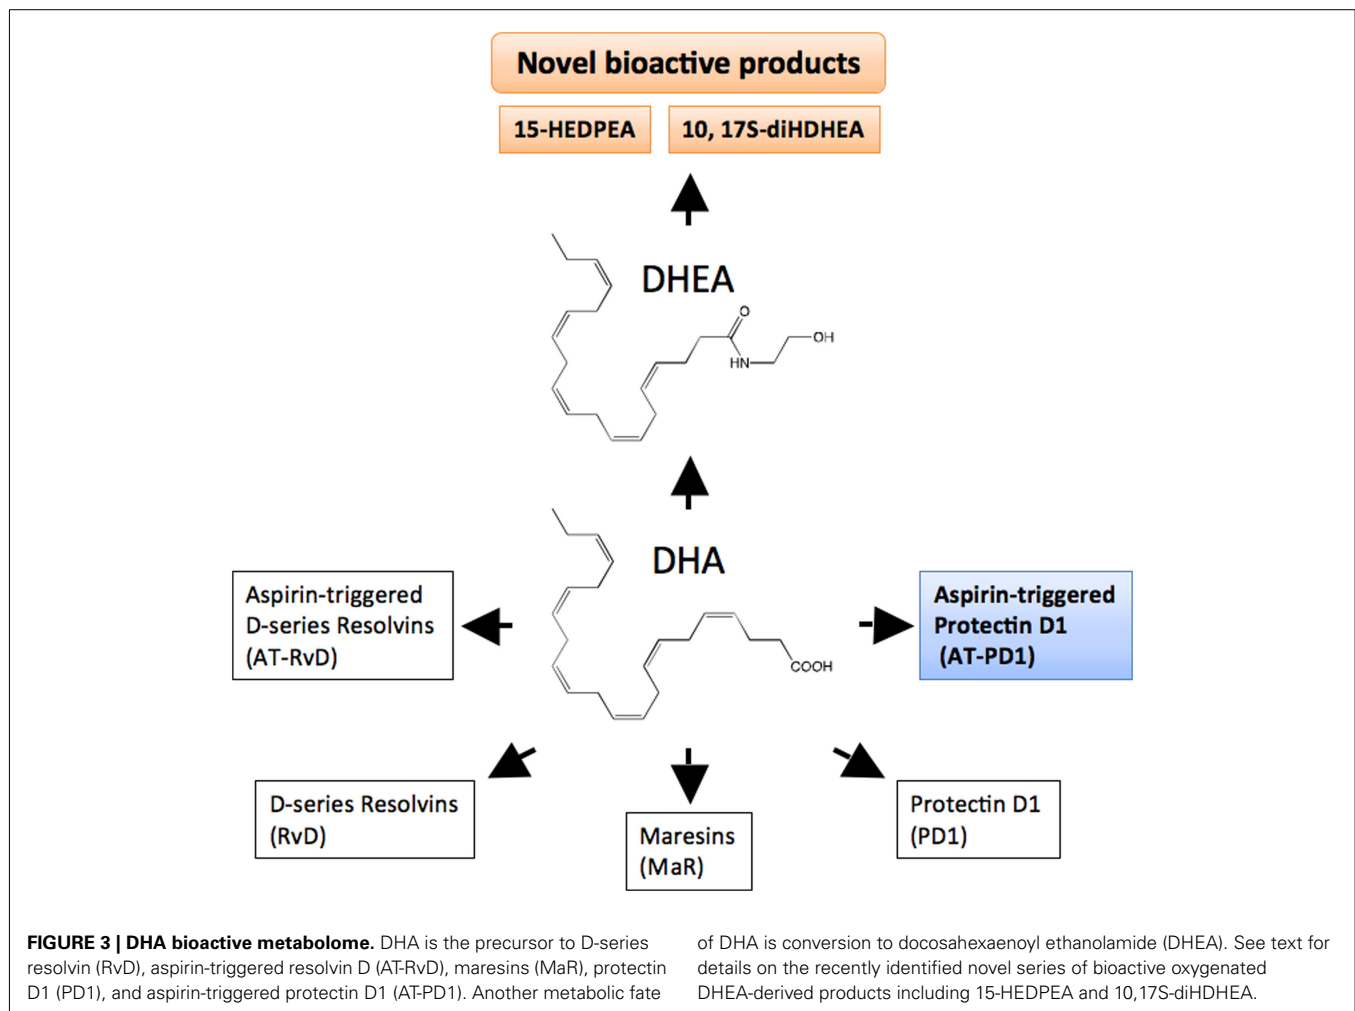 Novel bioactive products
15-HEDPEA
10, 17S-diHDHEA
DHEA
O
HN
OH
DHA
COOH
Aspirin-triggered
D-series Resolvins
(AT-RvD)
Aspirin-triggered
Protectin D1
(AT-PD1)
D-series Resolvins
(RvD)
Maresins
(MaR)
Protectin D1
(PD1)
FIGURE 3 | DHA bioactive metabolome. DHA is the precursor to D-series
resolvin (RvD), aspirin-triggered resolvin D (AT-RvD), maresins (MaR), protectin
D1 (PD1), and aspirin-triggered protectin D1 (AT-PD1). Another metabolic fate
of DHA is conversion to docosahexaenoyl ethanolamide (DHEA). See text for
details on the recently identified novel series of bioactive oxygenated
DHEA-derived products including 15-HEDPEA and 10,17S-diHDHEA.